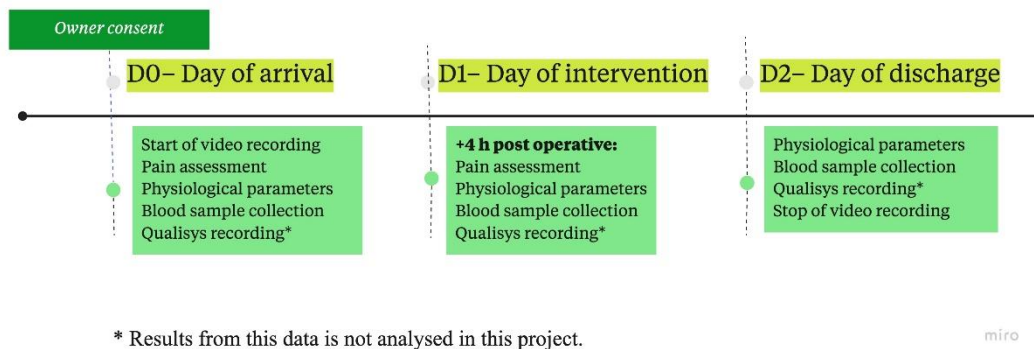 Owner consent
D0– Day of arrival
Start of video recording
Pain assessment
Physiological parameters
Blood sample collection
Qualisys recording*
D1– Day of intervention
+4 h post operative:
Pain assessment
Physiological parameters
Blood sample collection
Qualisys recording*
D2– Day of discharge
Physiological parameters
Blood sample collection
Qualisys recording*
Stop of video recording
* Results from this data is not analysed in this project.
miro